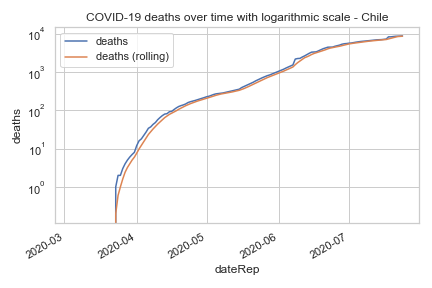 COVID-19 deaths over time with logarithmic scale - Chile
deaths
deaths (rolling)
10⁴
10³
10²
10¹
10⁰
deaths
2020-03
2020-04
2020-05
2020-06
2020-07
dateRep